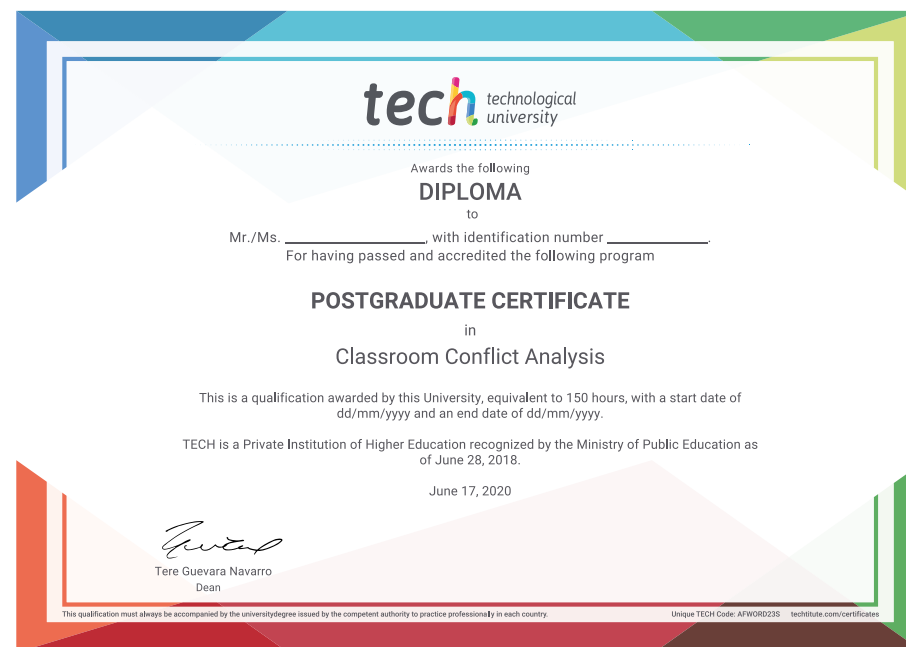 tech technological
university
Awards the following
DIPLOMA
to
Mr./Ms. __________________, with identification number _____________.
For having passed and accredited the following program
POSTGRADUATE CERTIFICATE
in
Classroom Conflict Analysis
This is a qualification awarded by this University, equivalent to 150 hours, with a start date of
dd/mm/yyyy and an end date of dd/mm/yyyy.
TECH is a Private Institution of Higher Education recognized by the Ministry of Public Education as
of June 28, 2018.
June 17, 2020
Tere Guevara Navarro
Dean
This qualification must always be accompanied by the universitydegree issued by the competent authority to practice professionally in each country.
Unique TECH Code: AFWORD23S techtitute.com/certificates